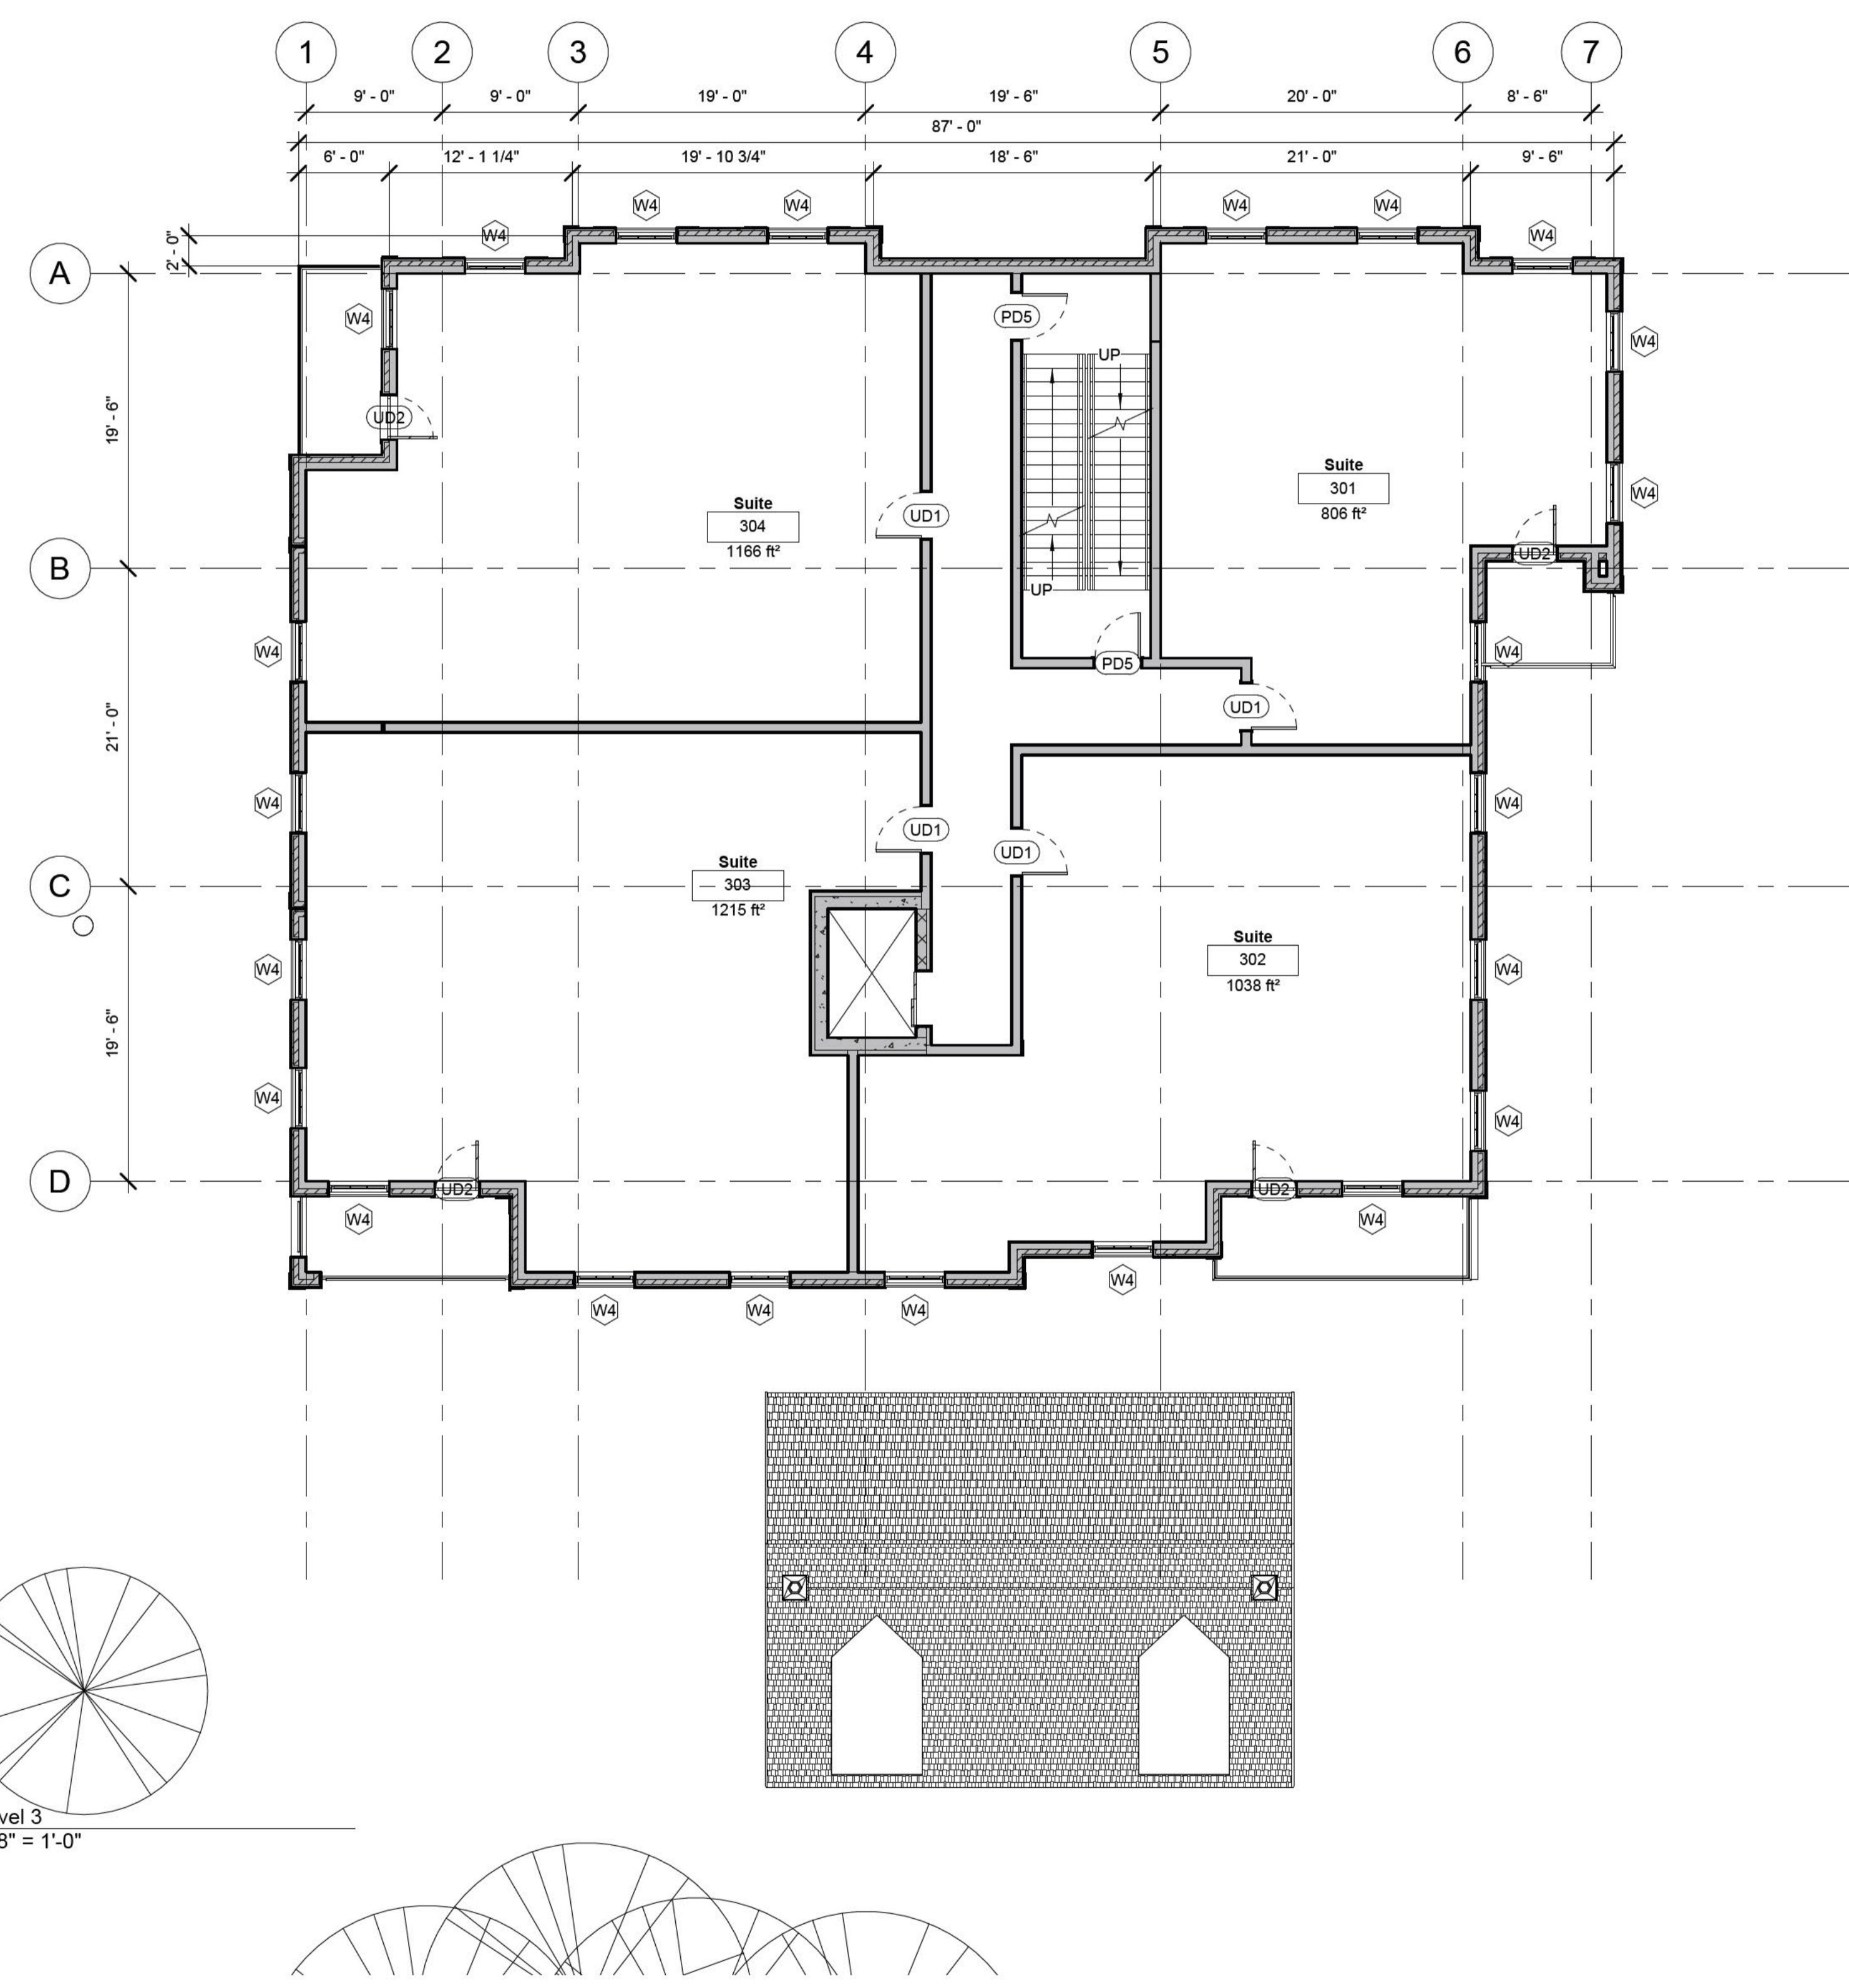 1 2 3 4 5 6 7
9' - 0" 9' - 0" 19' - 0" 19' - 6" 20' - 0" 8' - 6"
87' - 0"
6' - 0" 12' - 1 1/4" 19' - 10 3/4" 18' - 6" 21' - 0" 9' - 6"
W4 W4 W4 W4
W4 W4
2' - 0"
A
W4 PD5
W4
UP
19' - 6"
UD2
Suite
301
806 ft²
W4
Suite
304
1166 ft²
UD1
UD2
B
UP
W4 W4
PD5
21' - 0"
UD1
W4 W4
UD1
UD1
Suite
303
1215 ft²
C
Suite
302
1038 ft²
W4 W4
19' - 6"
W4
W4
D
UD2 UD2
W4 W4
W4
W4 W4 W4
vel 3
8" = 1'-0"